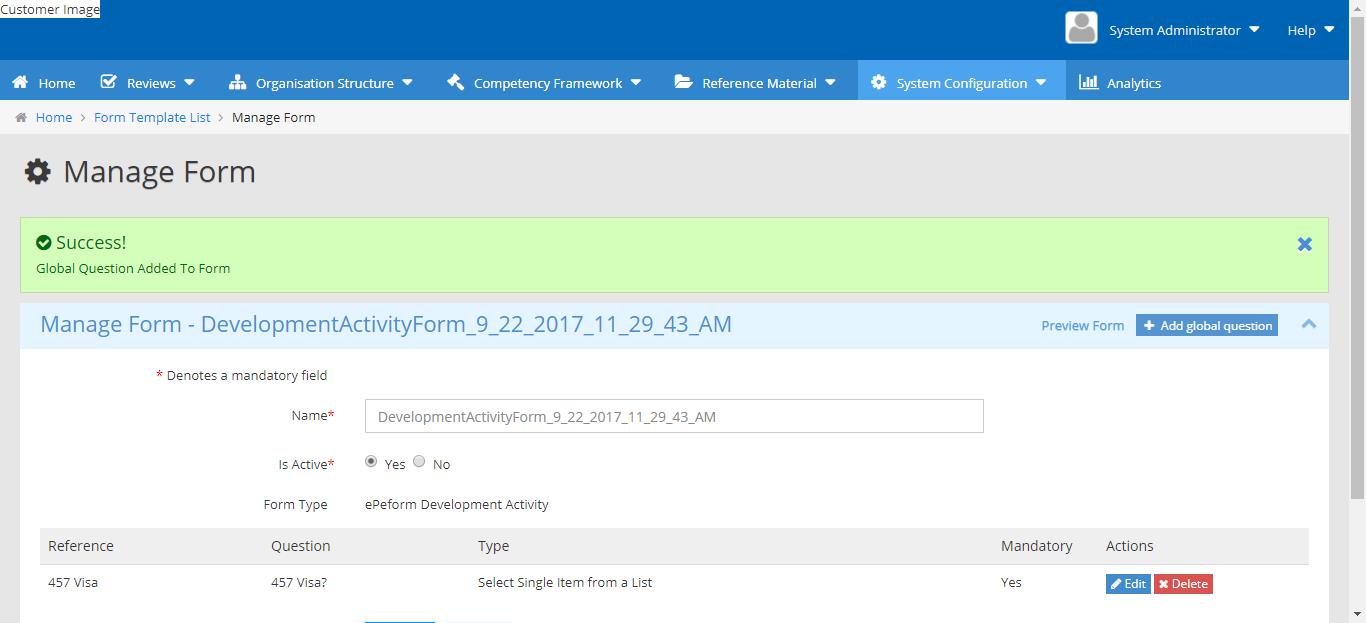 Customer Image
System Administrator Help
Home Reviews Organisation Structure Competency Framework Reference Material System Configuration Analytics
Home > Form Template List > Manage Form
Manage Form
Success!
Global Question Added To Form
Manage Form - DevelopmentActivityForm_9_22_2017_11_29_43_AM Preview Form + Add global question
* Denotes a mandatory field
Name* DevelopmentActivityForm_9_22_2017_11_29_43_AM
Is Active* Yes No
Form Type ePeform Development Activity
Reference Question Type Mandatory Actions
457 Visa 457 Visa? Select Single Item from a List Yes Edit Delete